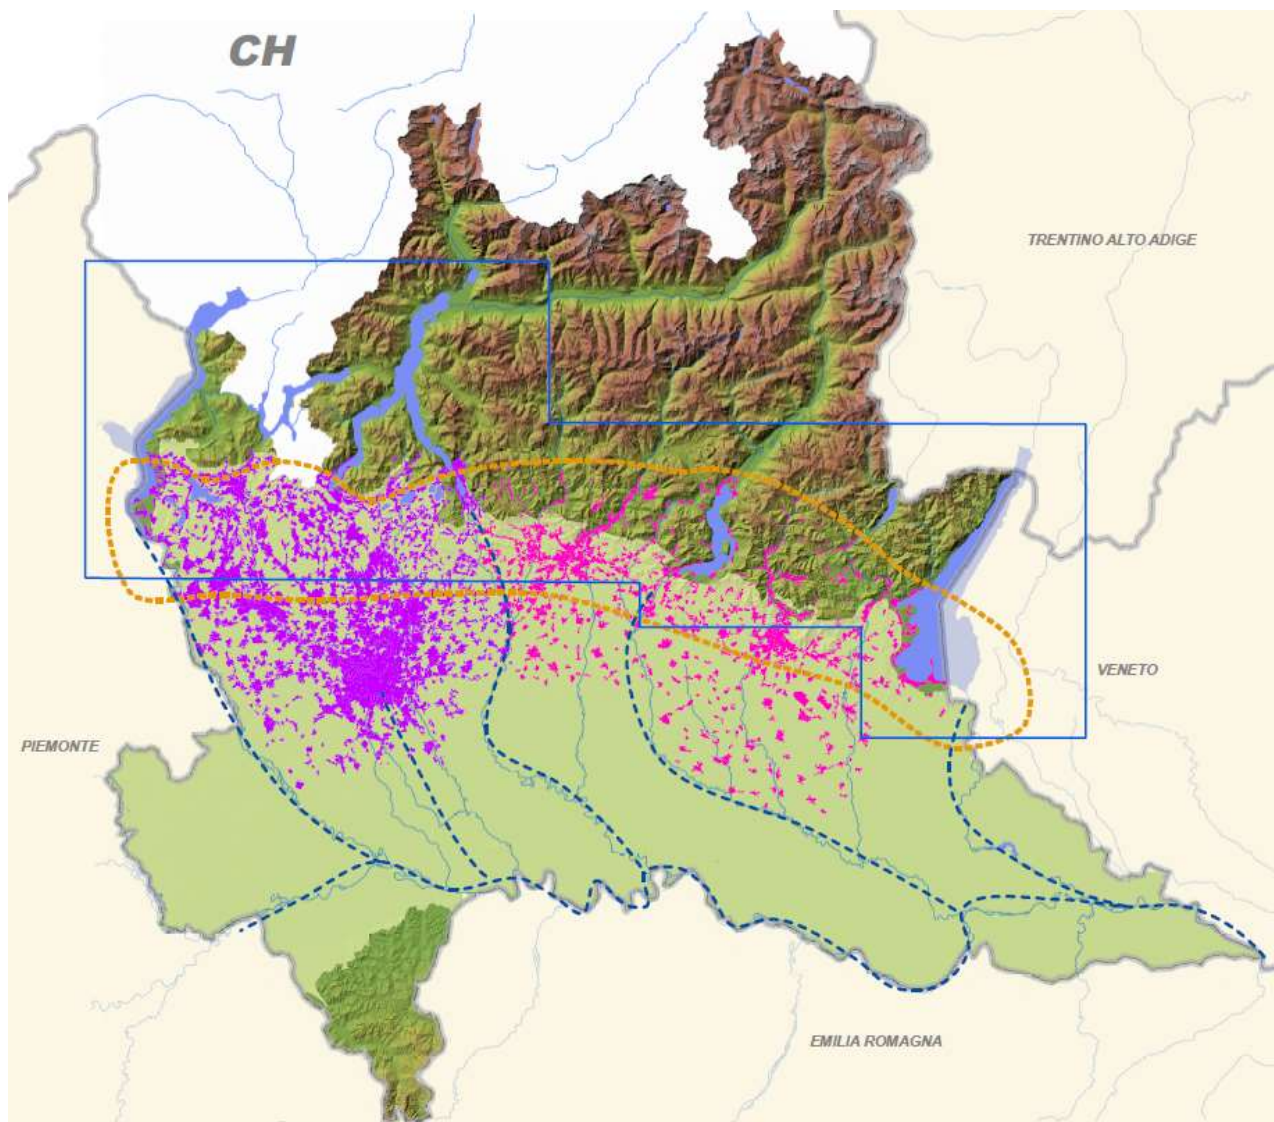 CH
TRENTINO ALTO ADIGE
VENETO
PIEMONTE
EMILIA ROMAGNA